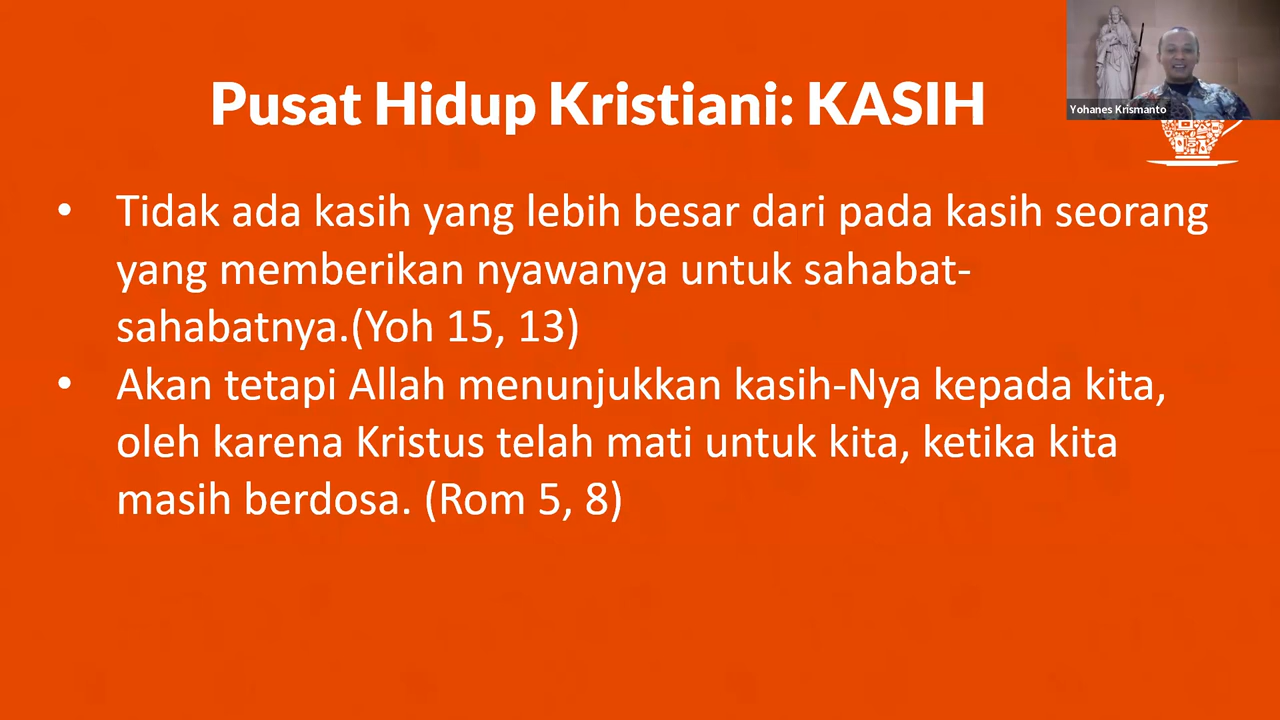 Pusat Hidup Kristiani: KASIH
Yohanes Krismanto
• Tidak ada kasih yang lebih besar dari pada kasih seorang
yang memberikan nyawanya untuk sahabat-
sahabatnya.(Yoh 15, 13)
• Akan tetapi Allah menunjukkan kasih-Nya kepada kita,
oleh karena Kristus telah mati untuk kita, ketika kita
masih berdosa. (Rom 5, 8)